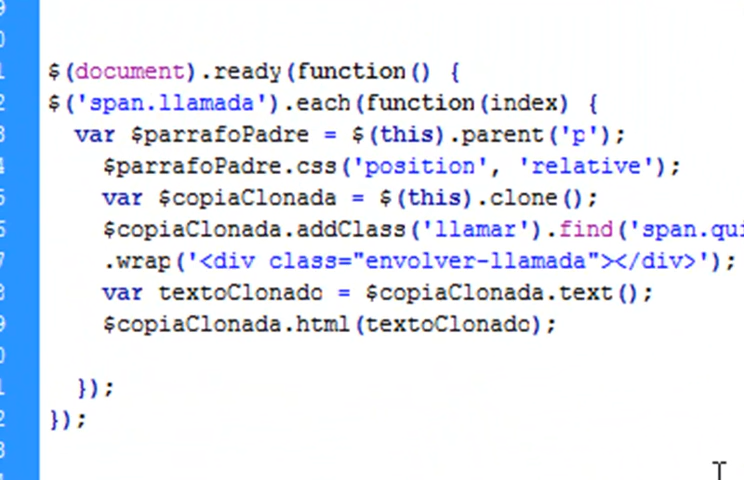 $(document).ready(function() {
$('span.llamada').each(function(index) {
var $parrafoPadre = $(this).parent('p');
$parrafoPadre.css('position', 'relative');
var $copiaClonada = $(this).clone();
$copiaClonada.addClass('llamar').find('span.qui
.wrap('<div class="envolver-llamada"></div>');
var textoClonado = $copiaClonada.text();
$copiaClonada.html(textoClonado);
});
});